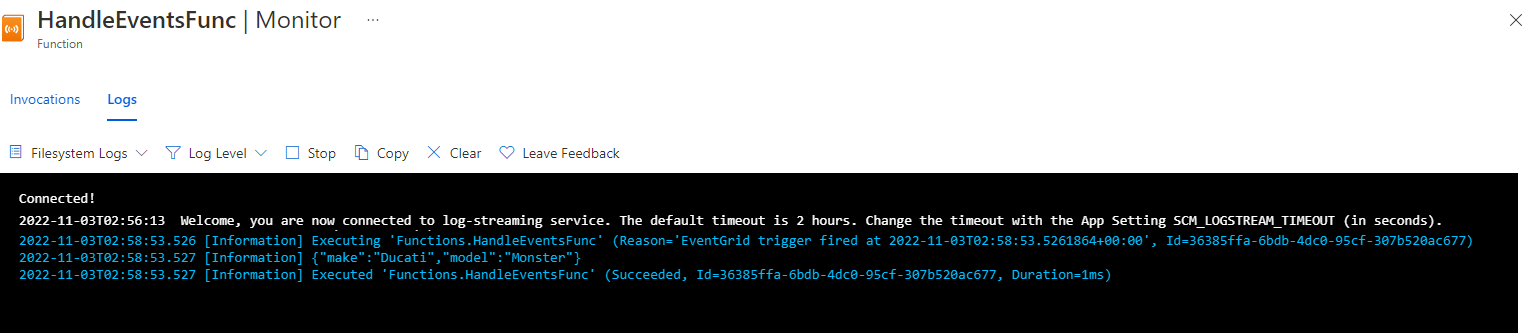 HandleEventsFunc | Monitor ...
Function
Invocations Logs
Filesystem Logs Log Level Stop Copy Clear Leave Feedback
Connected!
2022-11-03T02:56:13  Welcome, you are now connected to log-streaming service. The default timeout is 2 hours. Change the timeout with the App Setting SCM_LOGSTREAM_TIMEOUT (in seconds).
2022-11-03T02:58:53.526 [Information] Executing 'Functions.HandleEventsFunc' (Reason='EventGrid trigger fired at 2022-11-03T02:58:53.5261864+00:00', Id=36385ffa-6bdb-4dc0-95cf-307b520ac677)
2022-11-03T02:58:53.527 [Information] {"make":"Ducati","model":"Monster"}
2022-11-03T02:58:53.527 [Information] Executed 'Functions.HandleEventsFunc' (Succeeded, Id=36385ffa-6bdb-4dc0-95cf-307b520ac677, Duration=1ms)